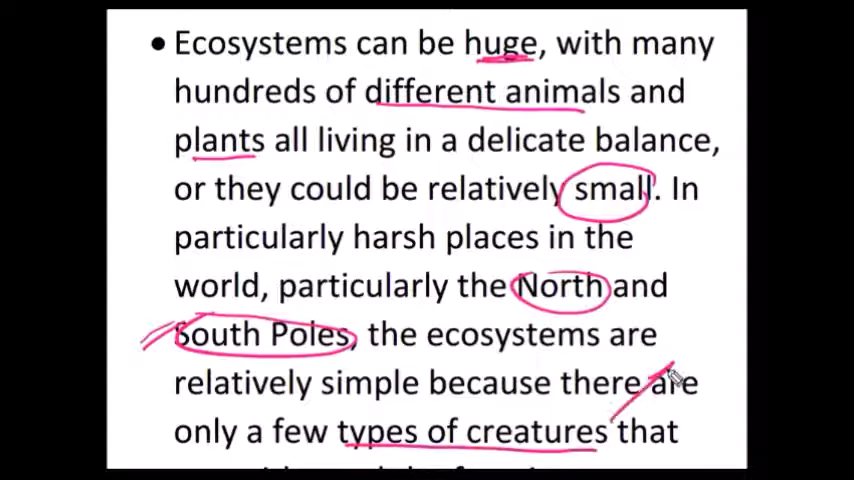 • Ecosystems can be huge, with many
hundreds of different animals and
plants all living in a delicate balance,
or they could be relatively small. In
particularly harsh places in the
world, particularly the North and
South Poles, the ecosystems are
relatively simple because there are
only a few types of creatures that